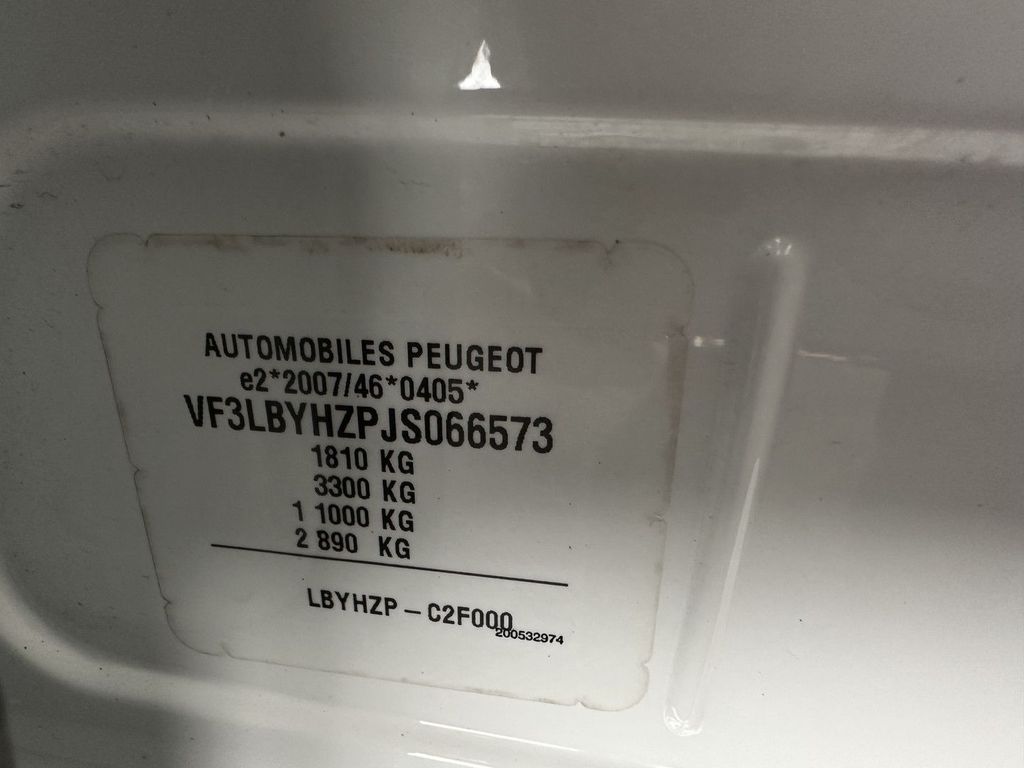 AUTOMOBILES PEUGEOT
e2*2007/46*0405*
VF3LBYHZPJS066573
1810 KG
3300 KG
1 1000 KG
2 890 KG
LBYHZP – C2F000
200532974